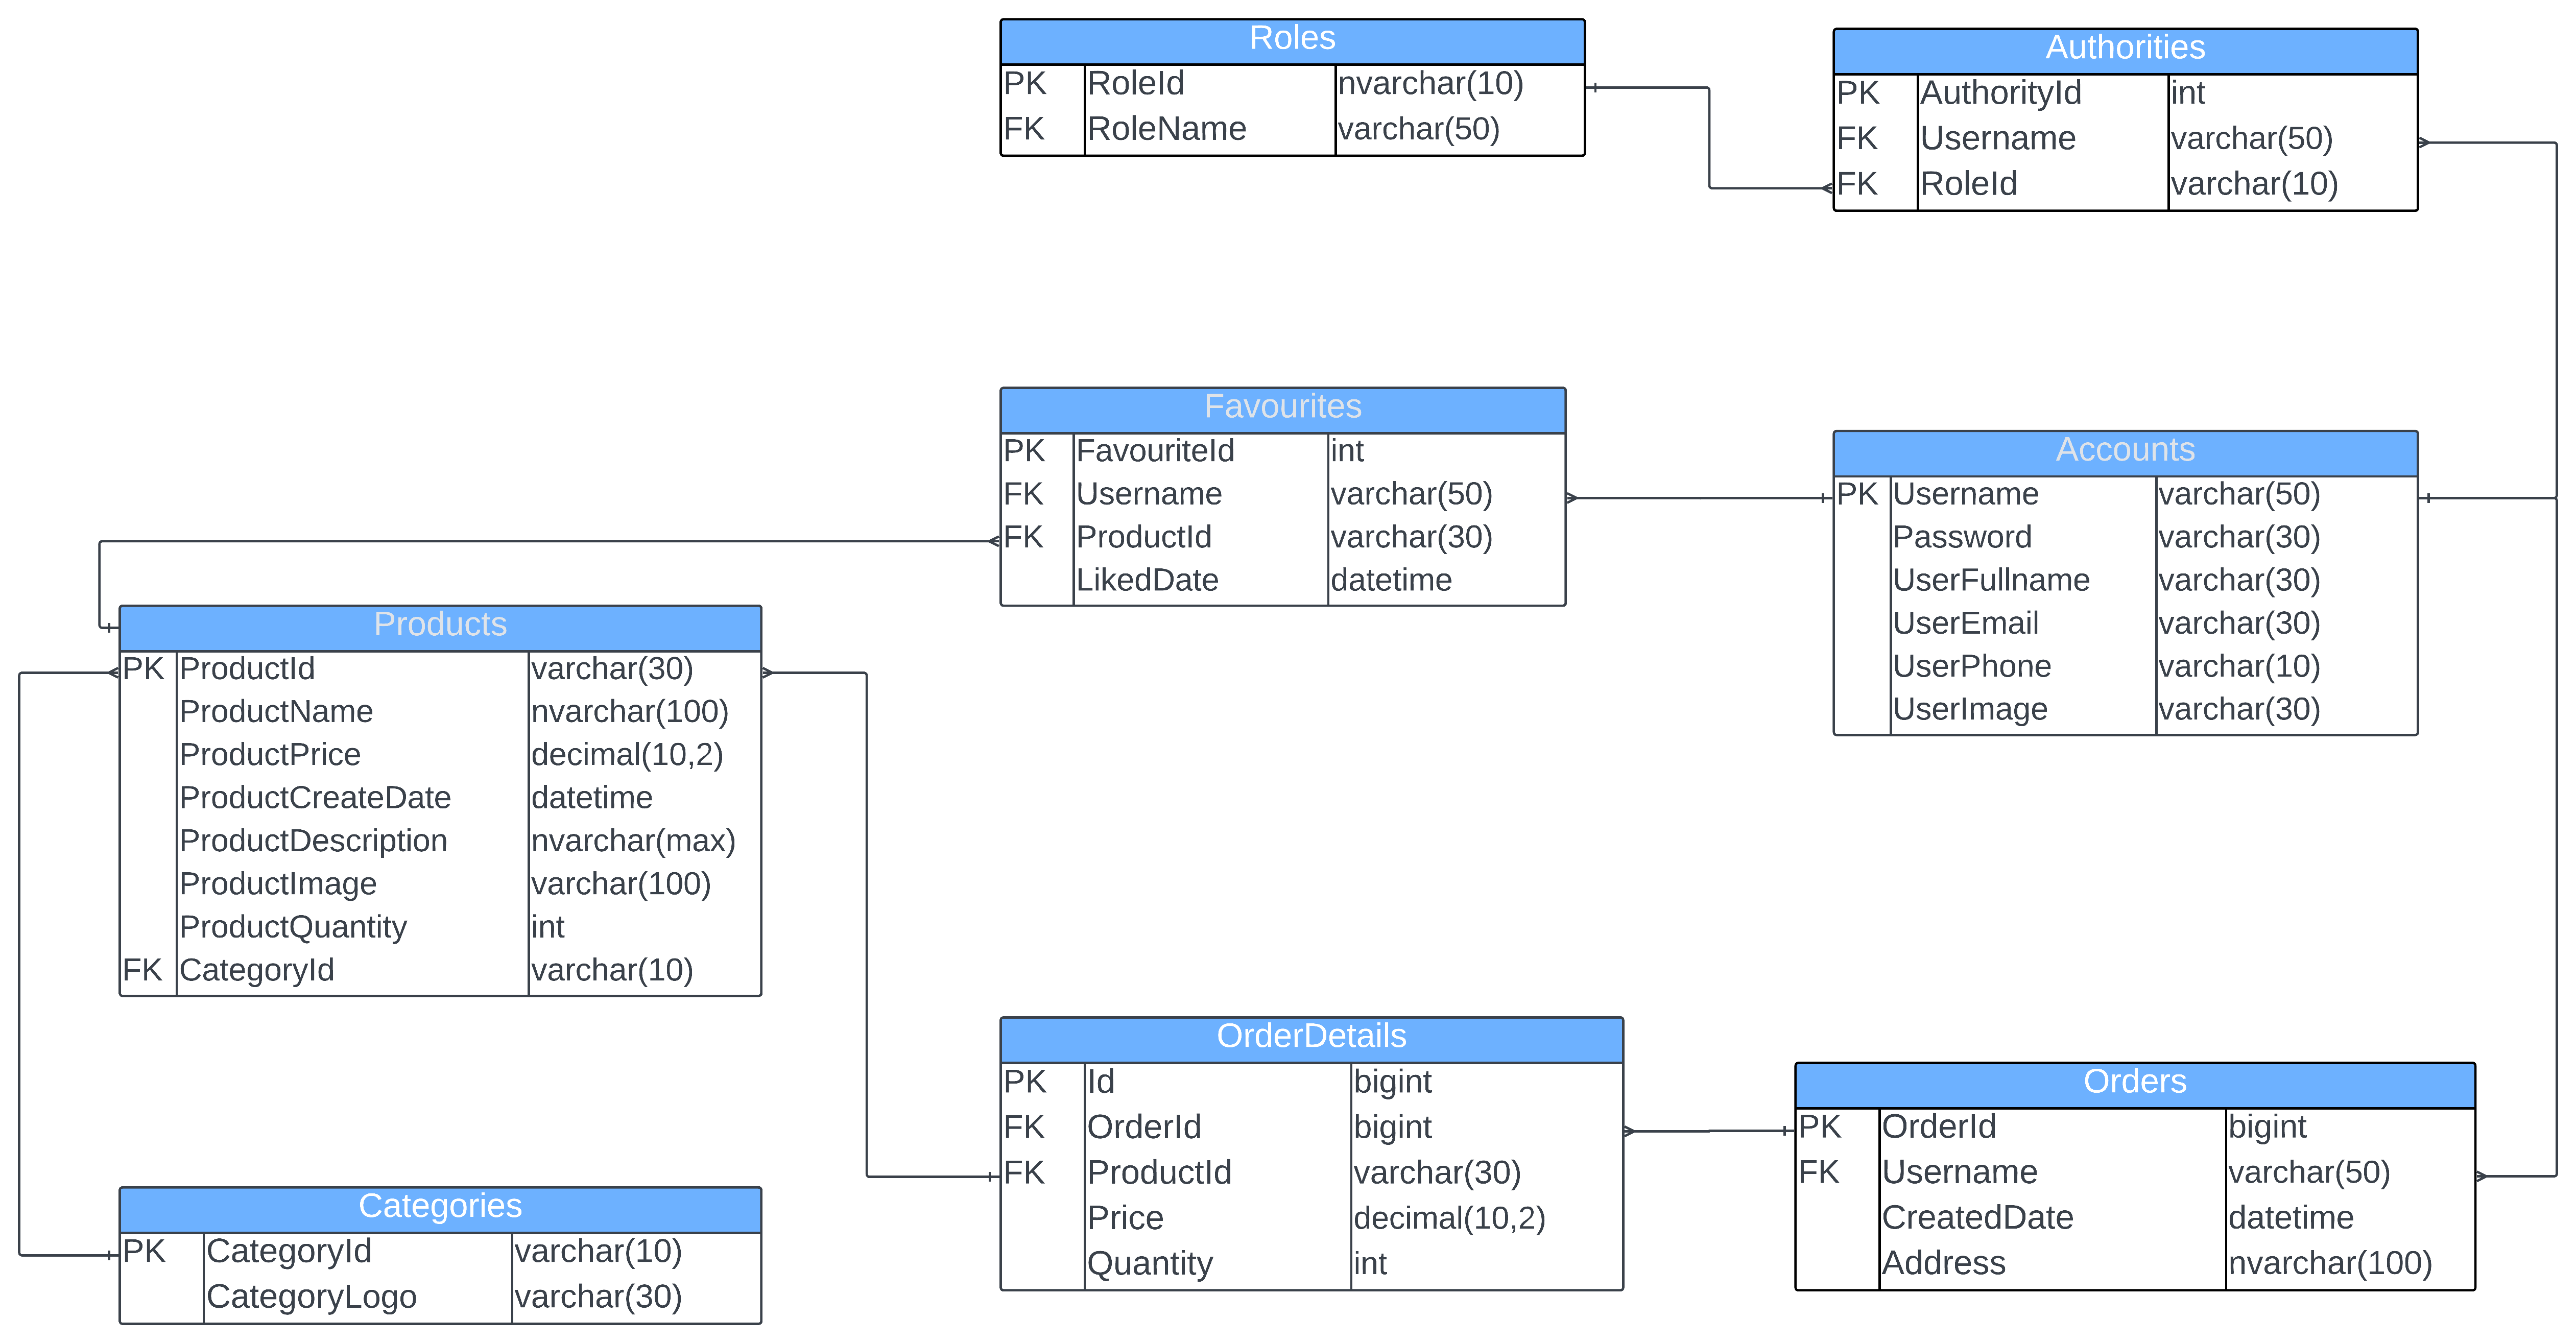 Roles
PK RoleId nvarchar(10)
FK RoleName varchar(50)
Authorities
PK AuthorityId int
FK Username varchar(50)
FK RoleId varchar(10)
Favourites
PK FavouriteId int
FK Username varchar(50)
FK ProductId varchar(30)
LikedDate datetime
Accounts
PK Username varchar(50)
Password varchar(30)
UserFullname varchar(30)
UserEmail varchar(30)
UserPhone varchar(10)
UserImage varchar(30)
Products
PK ProductId varchar(30)
ProductName nvarchar(100)
ProductPrice decimal(10,2)
ProductCreateDate datetime
ProductDescription nvarchar(max)
ProductImage varchar(100)
ProductQuantity int
FK CategoryId varchar(10)
OrderDetails
PK Id bigint
FK OrderId bigint
FK ProductId varchar(30)
Price decimal(10,2)
Quantity int
Orders
PK OrderId bigint
FK Username varchar(50)
CreatedDate datetime
Address nvarchar(100)
Categories
PK CategoryId varchar(10)
CategoryLogo varchar(30)